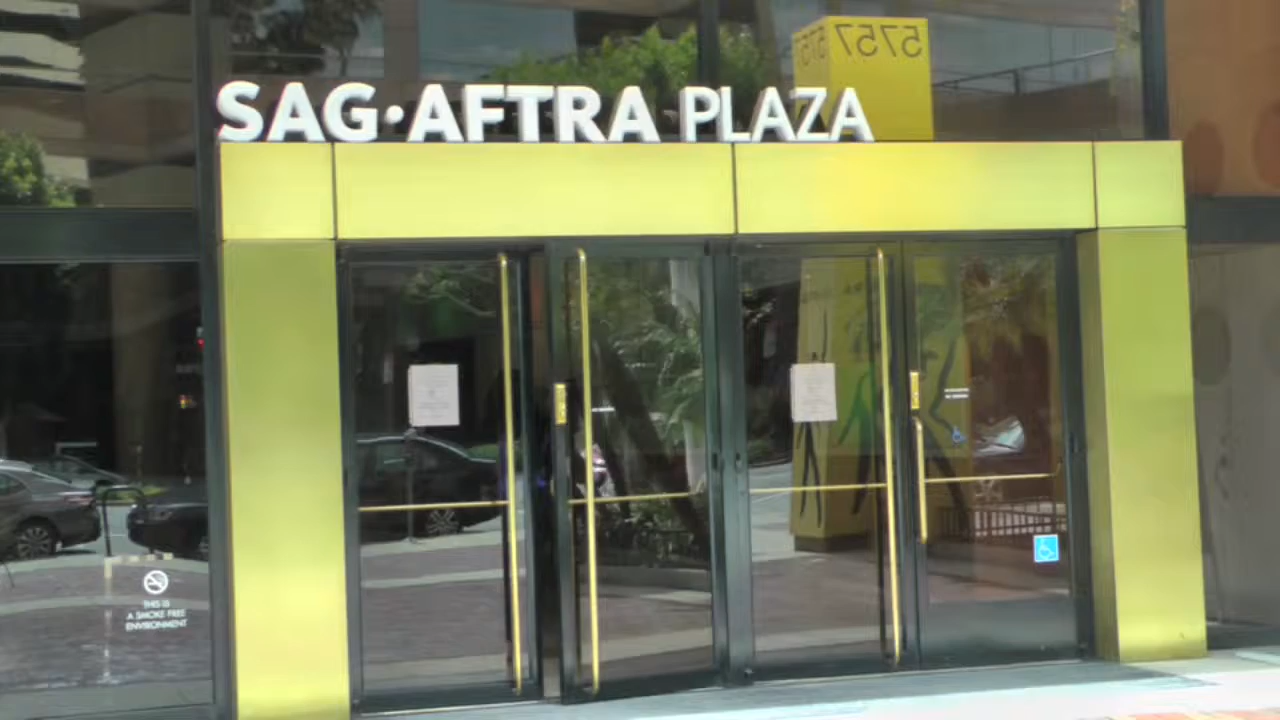 5757
SAG·AFTRA PLAZA
THIS IS
A SMOKE FREE
ENVIRONMENT